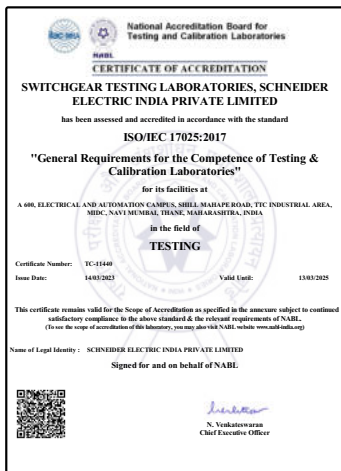 National Accreditation Board for
Testing and Calibration Laboratories
NABL
CERTIFICATE OF ACCREDITATION
SWITCHGEAR TESTING LABORATORIES, SCHNEIDER
ELECTRIC INDIA PRIVATE LIMITED
has been assessed and accredited in accordance with the standard
ISO/IEC 17025:2017
"General Requirements for the Competence of Testing &
Calibration Laboratories"
for its facilities at
A 600, ELECTRICAL AND AUTOMATION CAMPUS, SHILL MAHAPE ROAD, TTC INDUSTRIAL AREA,
MIDC, NAVI MUMBAI, THANE, MAHARASHTRA, INDIA
in the field of
TESTING
Certificate Number: TC-11440
Issue Date: 14/03/2023 Valid Until: 13/03/2025
This certificate remains valid for the Scope of Accreditation as specified in the annexure subject to continued
satisfactory compliance to the above standard & the relevant requirements of NABL.
(To see the scope of accreditation of this laboratory, you may also visit NABL website www.nabl-india.org)
Name of Legal Identity : SCHNEIDER ELECTRIC INDIA PRIVATE LIMITED
Signed for and on behalf of NABL
N. Venkateswaran
Chief Executive Officer